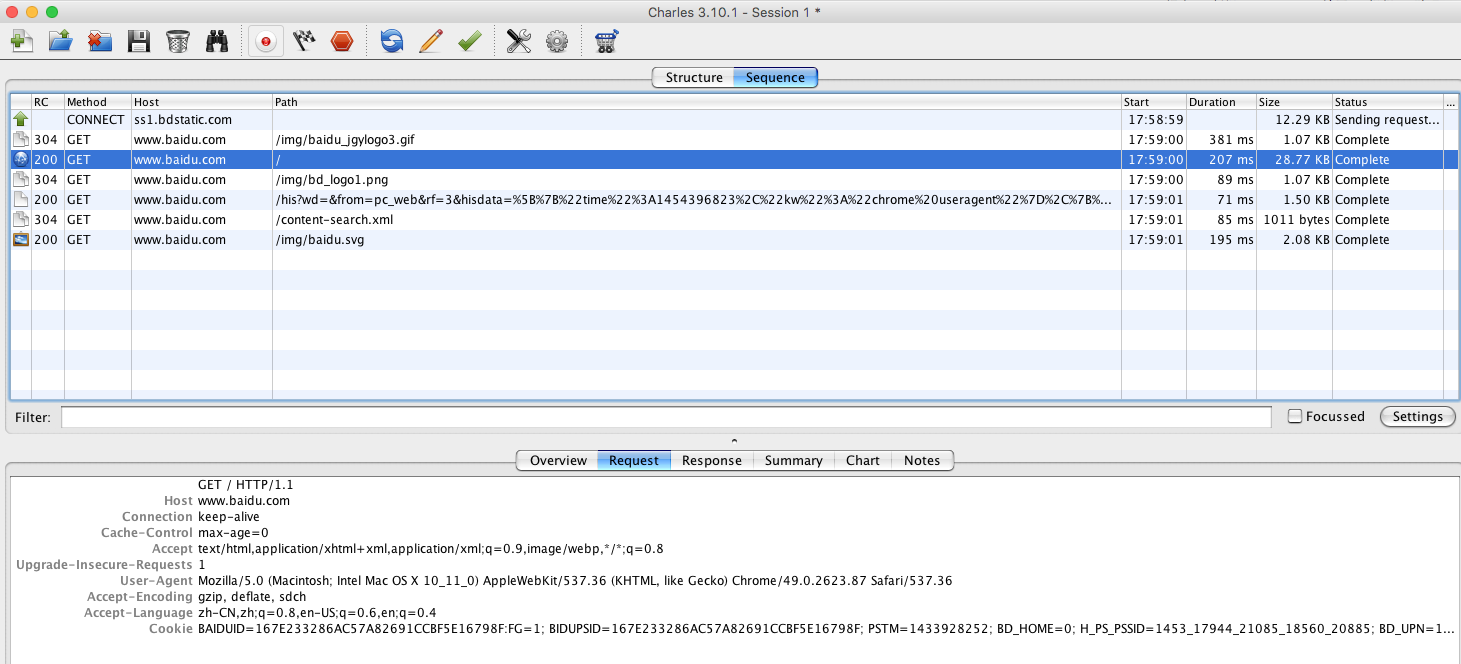 Charles 3.10.1 - Session 1 *
Structure Sequence
RC Method Host Path Start Duration Size Status ...
CONNECT ss1.bdstatic.com 17:58:59 12.29 KB Sending request...
304 GET www.baidu.com /img/baidu_jgylogo3.gif 17:59:00 381 ms 1.07 KB Complete
200 GET www.baidu.com / 17:59:00 207 ms 28.77 KB Complete
304 GET www.baidu.com /img/bd_logo1.png 17:59:00 89 ms 1.07 KB Complete
200 GET www.baidu.com /his?wd=&from=pc_web&rf=3&hisdata=%5B%7B%22time%22%3A1454396823%2C%22kw%22%3A%22chrome%20useragent%22%7D%2C%7B%... 17:59:01 71 ms 1.50 KB Complete
304 GET www.baidu.com /content-search.xml 17:59:01 85 ms 1011 bytes Complete
200 GET www.baidu.com /img/baidu.svg 17:59:01 195 ms 2.08 KB Complete
Filter: Focussed Settings
Overview Request Response Summary Chart Notes
GET / HTTP/1.1
Host www.baidu.com
Connection keep-alive
Cache-Control max-age=0
Accept text/html,application/xhtml+xml,application/xml;q=0.9,image/webp,*/*;q=0.8
Upgrade-Insecure-Requests 1
User-Agent Mozilla/5.0 (Macintosh; Intel Mac OS X 10_11_0) AppleWebKit/537.36 (KHTML, like Gecko) Chrome/49.0.2623.87 Safari/537.36
Accept-Encoding gzip, deflate, sdch
Accept-Language zh-CN,zh;q=0.8,en-US;q=0.6,en;q=0.4
Cookie BAIDUID=167E233286AC57A82691CCBF5E16798F:FG=1; BIDUPSID=167E233286AC57A82691CCBF5E16798F; PSTM=1433928252; BD_HOME=0; H_PS_PSSID=1453_17944_21085_18560_20885; BD_UPN=1...